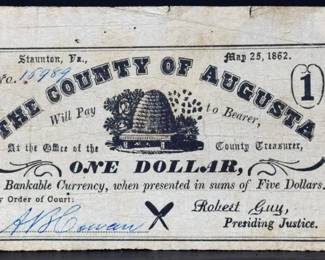 Staunton, Va., May 25, 1862.
No. 15989
THE COUNTY OF AUGUSTA
1
Will Pay to Bearer,
At the Office of the County Treasurer,
ONE DOLLAR,
Bankable Currency, when presented in sums of Five Dollars.
y Order of Court:
Robert Guy,
Presiding Justice.